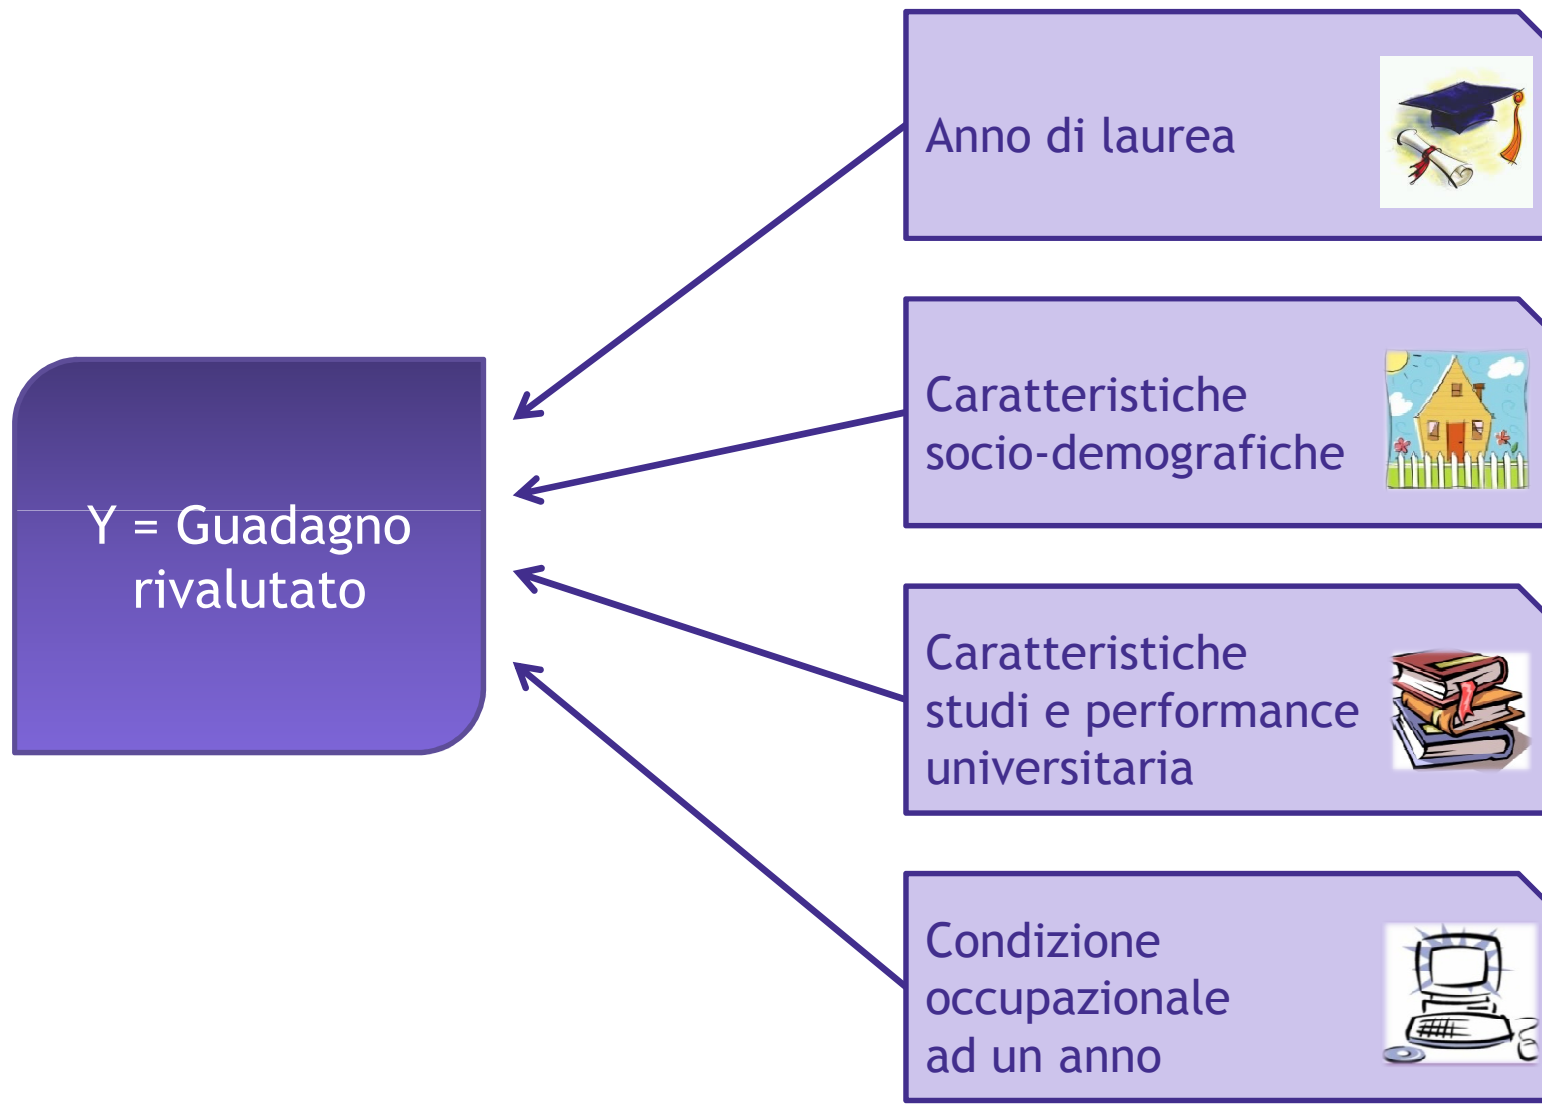 Anno di laurea
Caratteristiche
socio-demografiche
Y = Guadagno
rivalutato
Caratteristiche
studi e performance
universitaria
Condizione
occupazionale
ad un anno